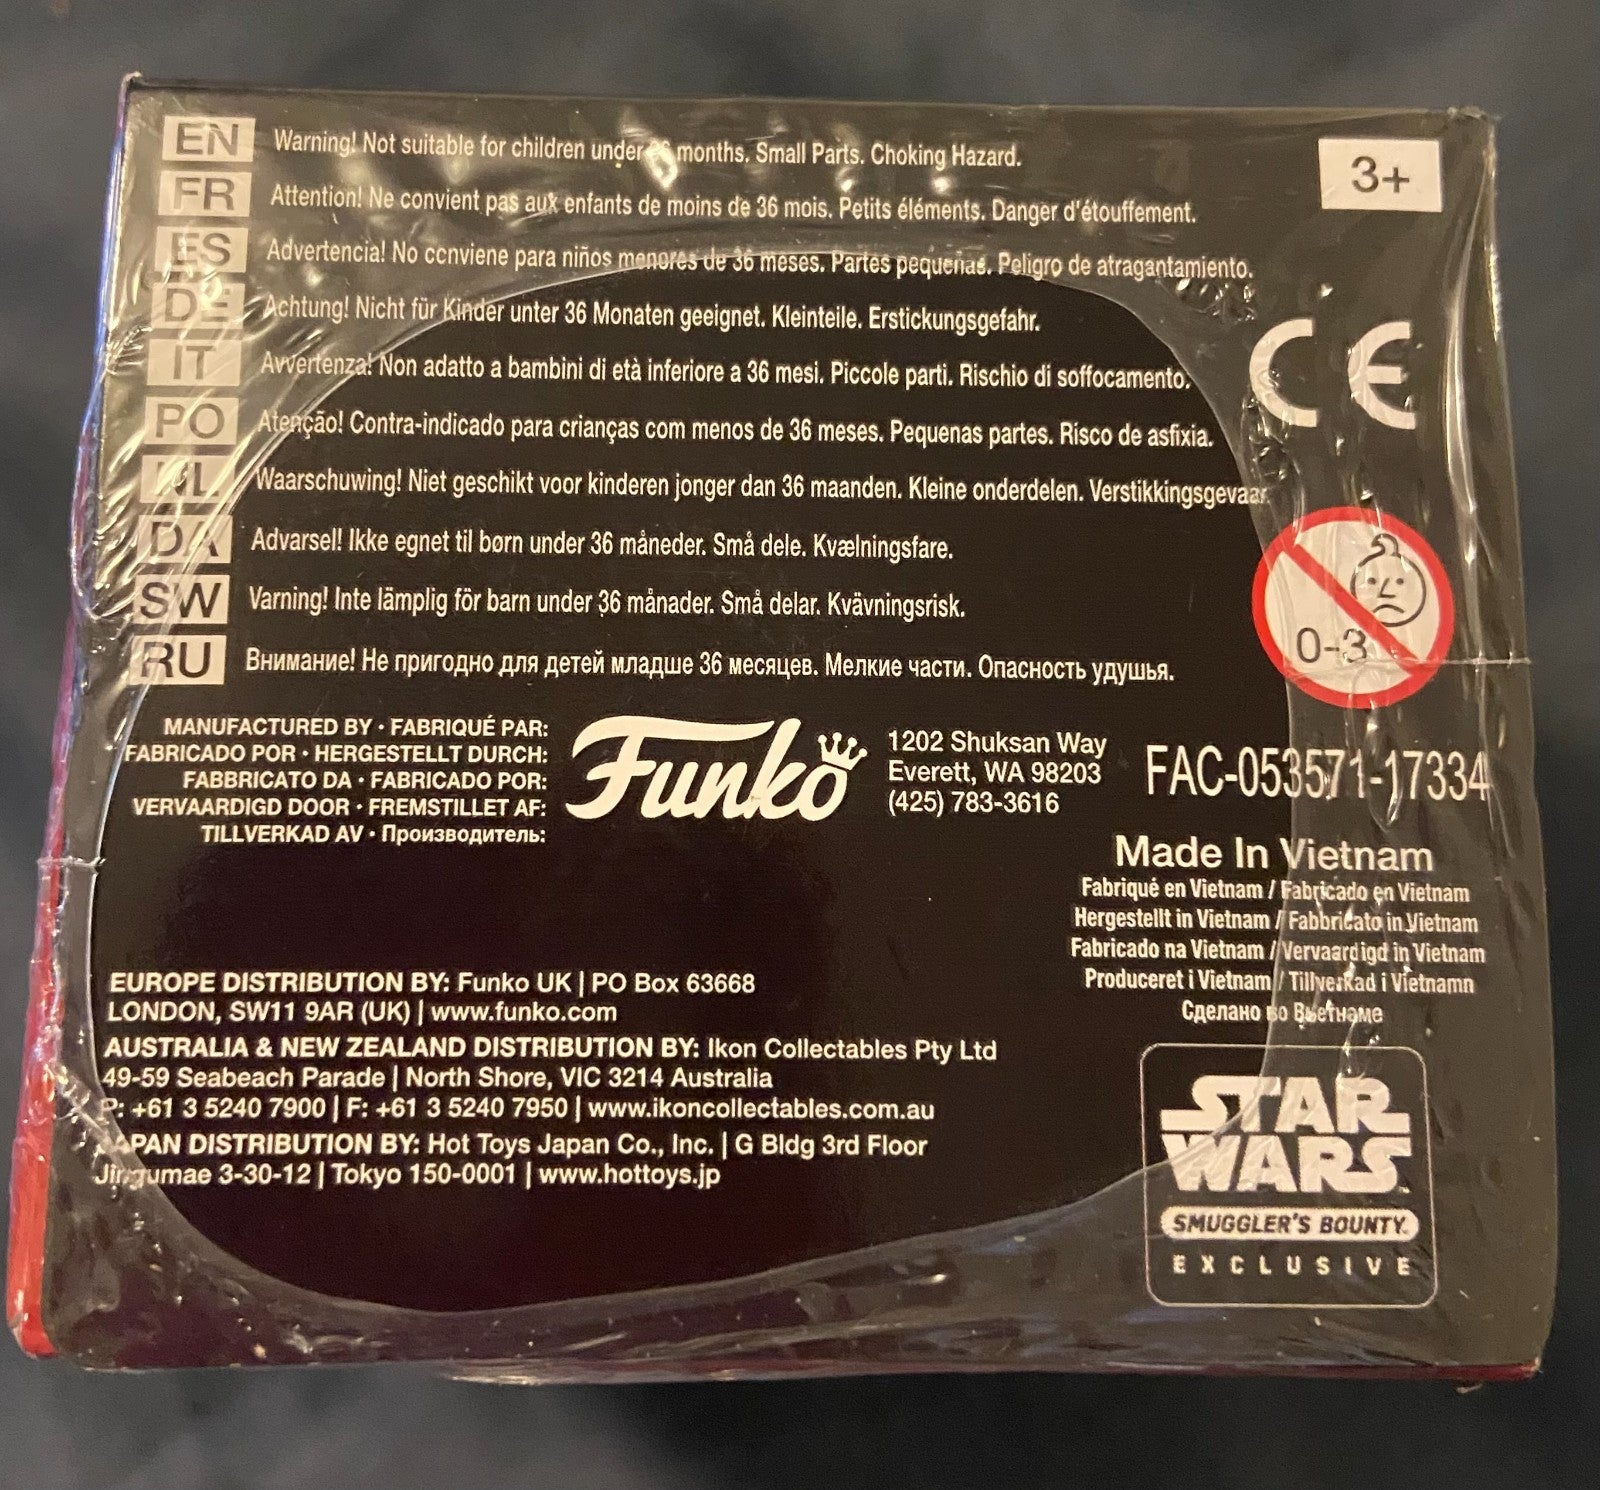 EN Warning! Not suitable for children under 36 months. Small Parts. Choking Hazard.
3+
FR Attention! Ne convient pas aux enfants de moins de 36 mois. Petits éléments. Danger d'étouffement.
ES Advertencia! No conviene para niños menores de 36 meses. Partes pequeñas. Peligro de atragantamiento.
DE Achtung! Nicht für Kinder unter 36 Monaten geeignet. Kleinteile. Erstickungsgefahr.
CE
IT Avvertenza! Non adatto a bambini di età inferiore a 36 mesi. Piccole parti. Rischio di soffocamento.
PO Atenção! Contra-indicado para crianças com menos de 36 meses. Pequenas partes. Risco de asfixia.
NL Waarschuwing! Niet geschikt voor kinderen jonger dan 36 maanden. Kleine onderdelen. Verstikkingsgevaar.
DA Advarsel! Ikke egnet til børn under 36 måneder. Små dele. Kvælningsfare.
SW Varning! Inte lämplig för barn under 36 månader. Små delar. Kvävningsrisk.
0-3
RU Внимание! Не пригодно для детей младше 36 месяцев. Мелкие части. Опасность удушья.
MANUFACTURED BY • FABRIQUÉ PAR:
FABRICADO POR • HERGESTELLT DURCH:
FABBRICATO DA • FABRICADO POR:
VERVAARDIGD DOOR • FREMSTILLET AF:
TILLVERKAD AV • Производитель:
Funko
1202 Shuksan Way
Everett, WA 98203
(425) 783-3616
FAC-053571-17334
Made In Vietnam
Fabriqué en Vietnam / Fabricado en Vietnam
Hergestellt in Vietnam / Fabbricato in Vietnam
Fabricado na Vietnam / Vervaardigd in Vietnam
Produceret i Vietnam / Tillverkad i Vietnamn
Сделано во Вьетнаме
EUROPE DISTRIBUTION BY: Funko UK | PO Box 63668
LONDON, SW11 9AR (UK) | www.funko.com
AUSTRALIA & NEW ZEALAND DISTRIBUTION BY: Ikon Collectables Pty Ltd
49-59 Seabeach Parade | North Shore, VIC 3214 Australia
P: +61 3 5240 7900 | F: +61 3 5240 7950 | www.ikoncollectables.com.au
JAPAN DISTRIBUTION BY: Hot Toys Japan Co., Inc. | G Bldg 3rd Floor
Jingumae 3-30-12 | Tokyo 150-0001 | www.hottoys.jp
STAR
WARS
SMUGGLER'S BOUNTY
EXCLUSIVE